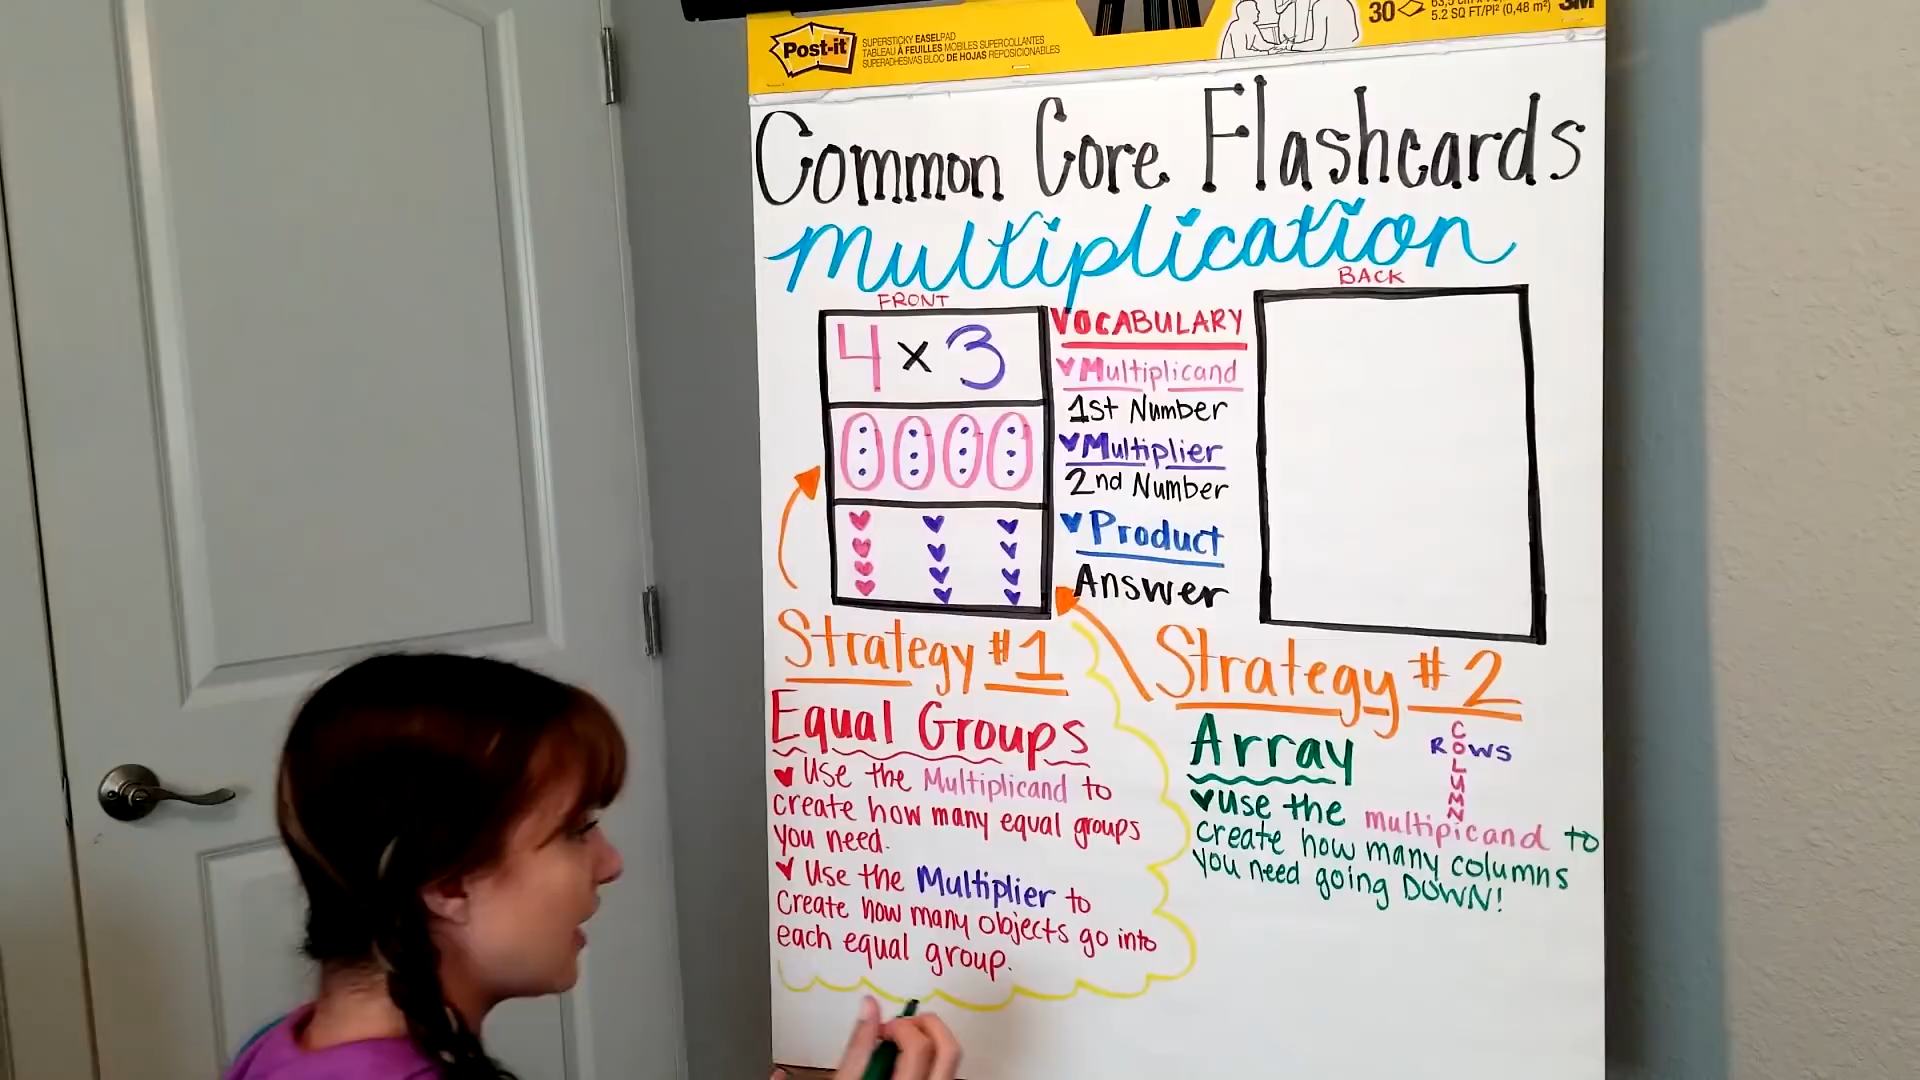 Post-it
SUPERSTICKY EASEL PAD
TABLEAU À FEUILLES MOBILES SUPERCOLLANTES
SUPERADHESIVAS BLOC DE HOJAS REPOSICIONABLES
30
5.2 SQ FT/PI² (0,48 m²)
3M
Common Core Flashcards
Multiplication
FRONT
4 x 3
VOCABULARY
Multiplicand
1st Number
Multiplier
2nd Number
Product
Answer
BACK
Strategy #1
Equal Groups
Use the Multiplicand to
create how many equal groups
you need.
Use the Multiplier to
Create how many objects go into
each equal group.
Strategy #2
Array
ROWS
COLUMN
use the multipicand to
create how many columns
you need going DOWN!